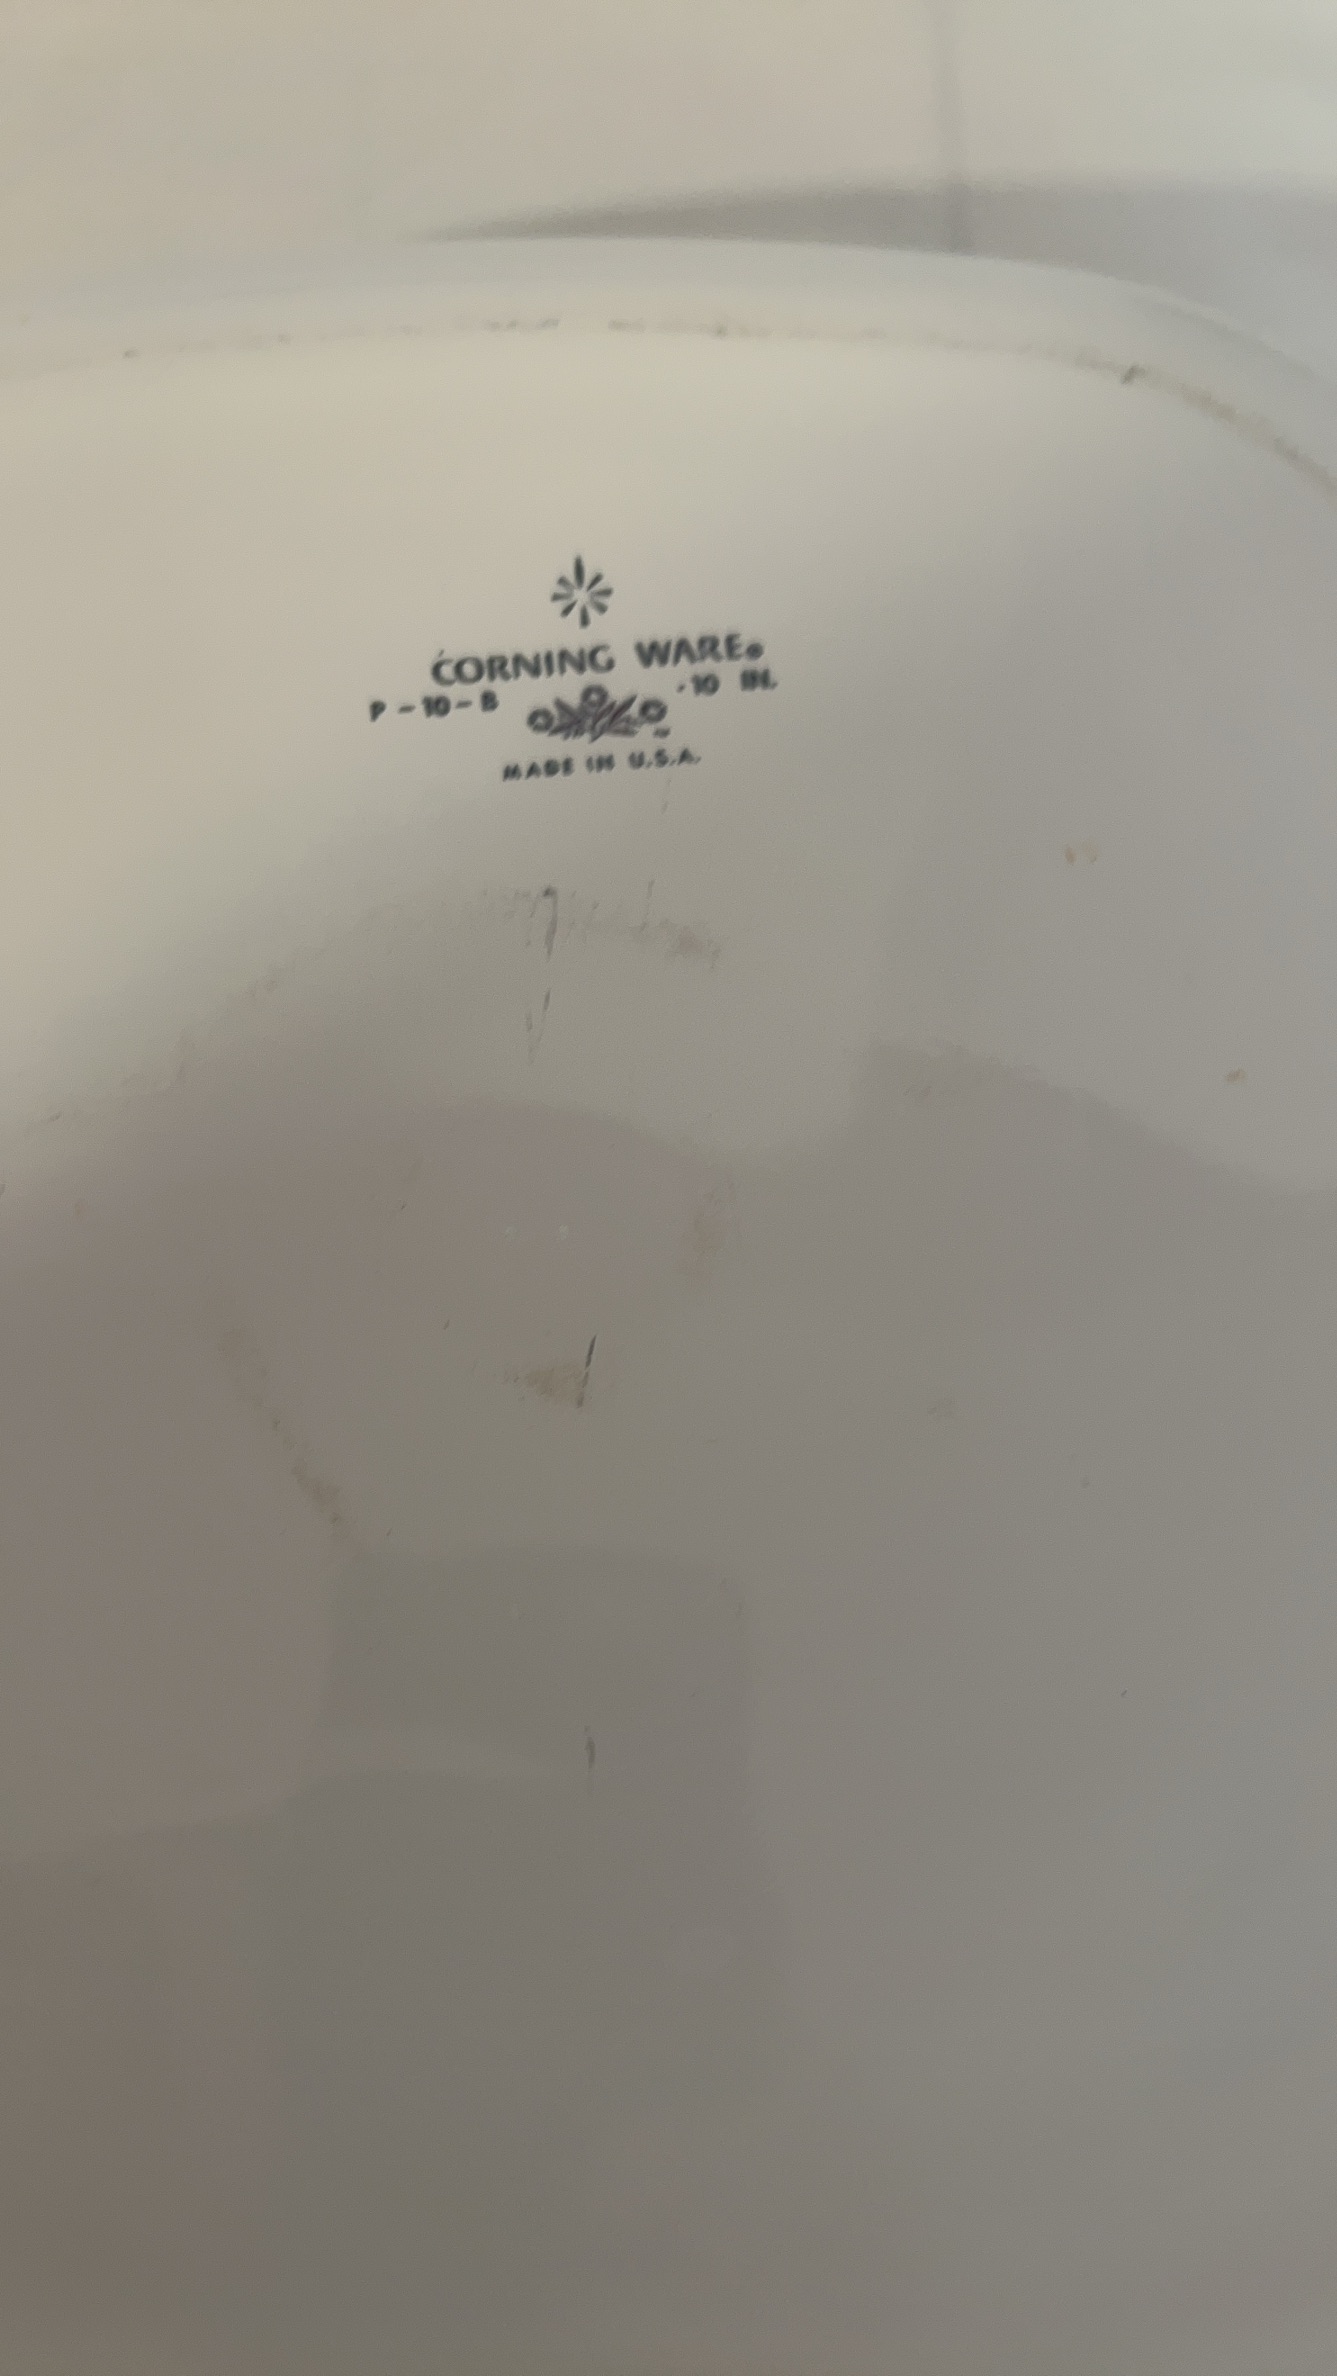 CORNING WARE®
P-10-B 10 IN.
MADE IN U.S.A.